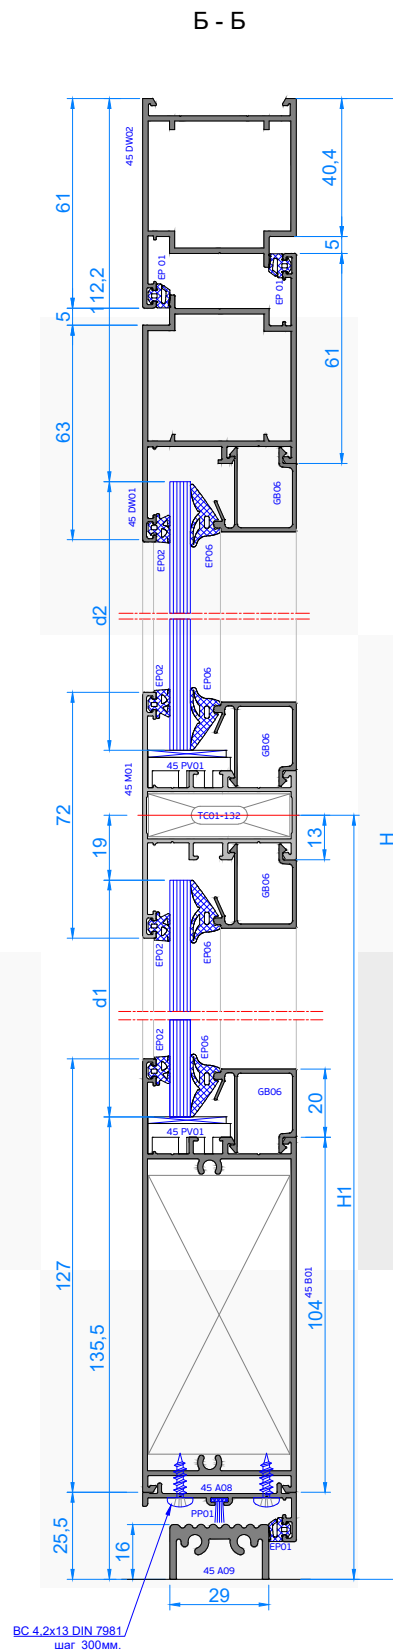 Б - Б
45 DW02
61
40,4
5
EP 01
EP 01
112,2
5
61
63
45 DW01
GB06
EP02
EP06
d2
EP02
EP06
45 M01
45 PV01
GB06
72
TC01-132
19
13
H
GB06
EP02
EP06
d1
EP02
EP06
GB06
20
45 PV01
H1
127
135,5
45 B01
104
45 A08
PP01
25,5
16
EP01
45 A09
29
BC 4,2x13 DIN 7981
шаг 300мм.